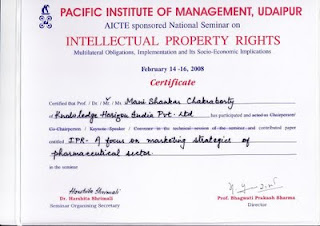 PACIFIC INSTITUTE OF MANAGEMENT, UDAIPUR
AICTE sponsored National Seminar on
INTELLECTUAL PROPERTY RIGHTS
Multilateral Obligations, Implementation and Its Socio-Economic Implications
February 14 -16, 2008
Certificate
Certified that Prof. / Dr. / Mr. / Ms. Mani Shankar Chakraborty
of Knowledge Horizon India Pvt. Ltd has participated and acted as Chairperson/
Co-Chairperson / Keynote Speaker / Convener in the technical session of the seminar and contributed paper
entitled IPR- A focus on marketing strategies of
pharmaceutical sector.
in the seminar
Harshita Shrimali
Dr. Harshita Shrimali
Seminar Organising Secretary
Prof. Bhagwati Prakash Sharma
Director